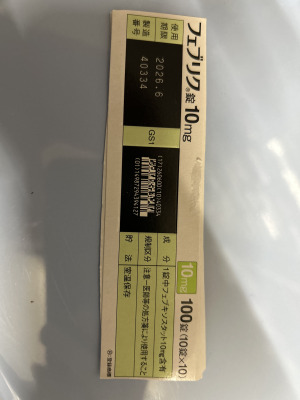 フェブリク®錠10mg
使用期限 2026.6
製造番号 40334
GS1
10mg 100錠(10錠×10)
成分 1錠中フェブキソスタット10mg含有
規制区分 注意-医師等の処方箋により使用すること
貯法 室温保存